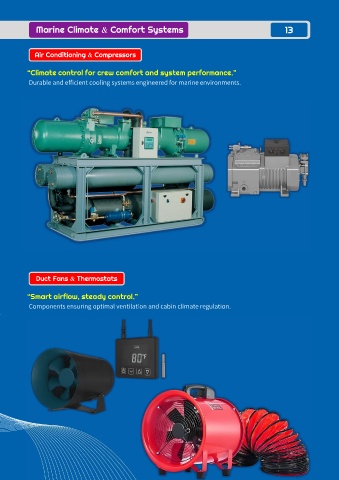 Marine Climate & Comfort Systems
13
Air Conditioning & Compressors
“Climate control for crew comfort and system performance.”
Durable and efficient cooling systems engineered for marine environments.
Duct Fans & Thermostats
“Smart airflow, steady control.”
Components ensuring optimal ventilation and cabin climate regulation.
80°F